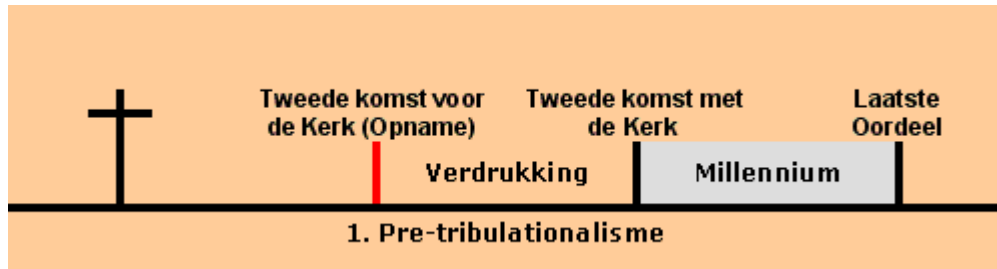 Tweede komst voor
de Kerk (Opname)
Tweede komst met
de Kerk
Laatste
Oordeel
Verdrukking
Millennium
1. Pre-tribulationalisme